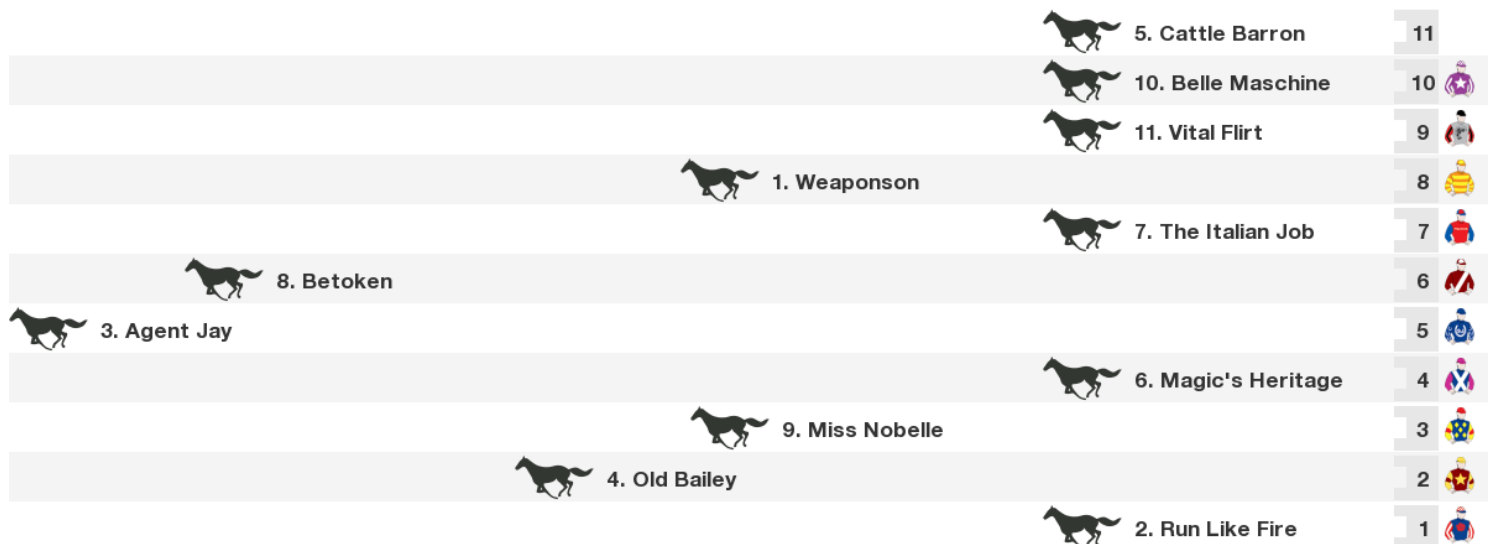 5. Cattle Barron 11
10. Belle Maschine 10
11. Vital Flirt 9
1. Weaponson 8
7. The Italian Job 7
8. Betoken 6
3. Agent Jay 5
6. Magic's Heritage 4
9. Miss Nobelle 3
4. Old Bailey 2
2. Run Like Fire 1